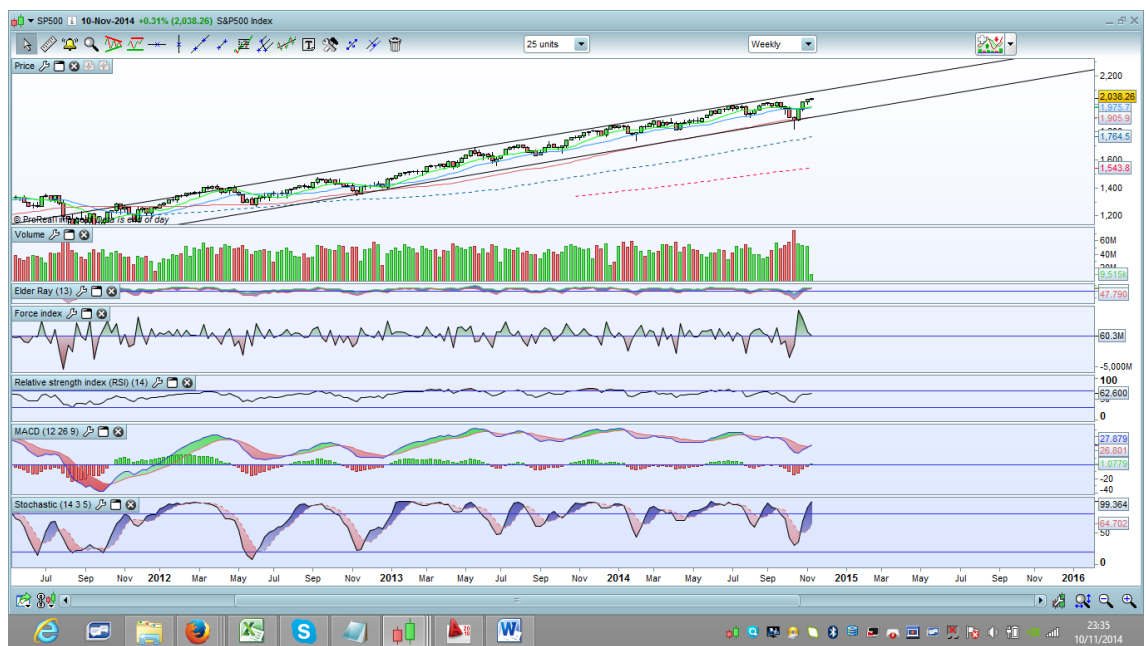 SP500 i 10-Nov-2014 +0.31% (2,038.26) S&P500 Index
25 units Weekly
Price
2,200
2,038.26
1,975.7
1,905.9
1,764.5
1,600
1,543.8
1,400
1,200
is end of day
Volume
60M
40M
20M
9,515k
Elder Ray (13)
47.790
Force index
60.3M
-5,000M
Relative strength index (RSI) (14)
100
62.600
0
MACD (12 26 9)
27.879
26.801
1.0779
-20
-40
Stochastic (14 3 5)
99.364
64.702
50
0
Jul Sep Nov 2012 Mar May Jul Sep Nov 2013 Mar May Jul Sep Nov 2014 Mar May Jul Sep Nov 2015 Mar May Jul Sep Nov 2016
23:35
10/11/2014